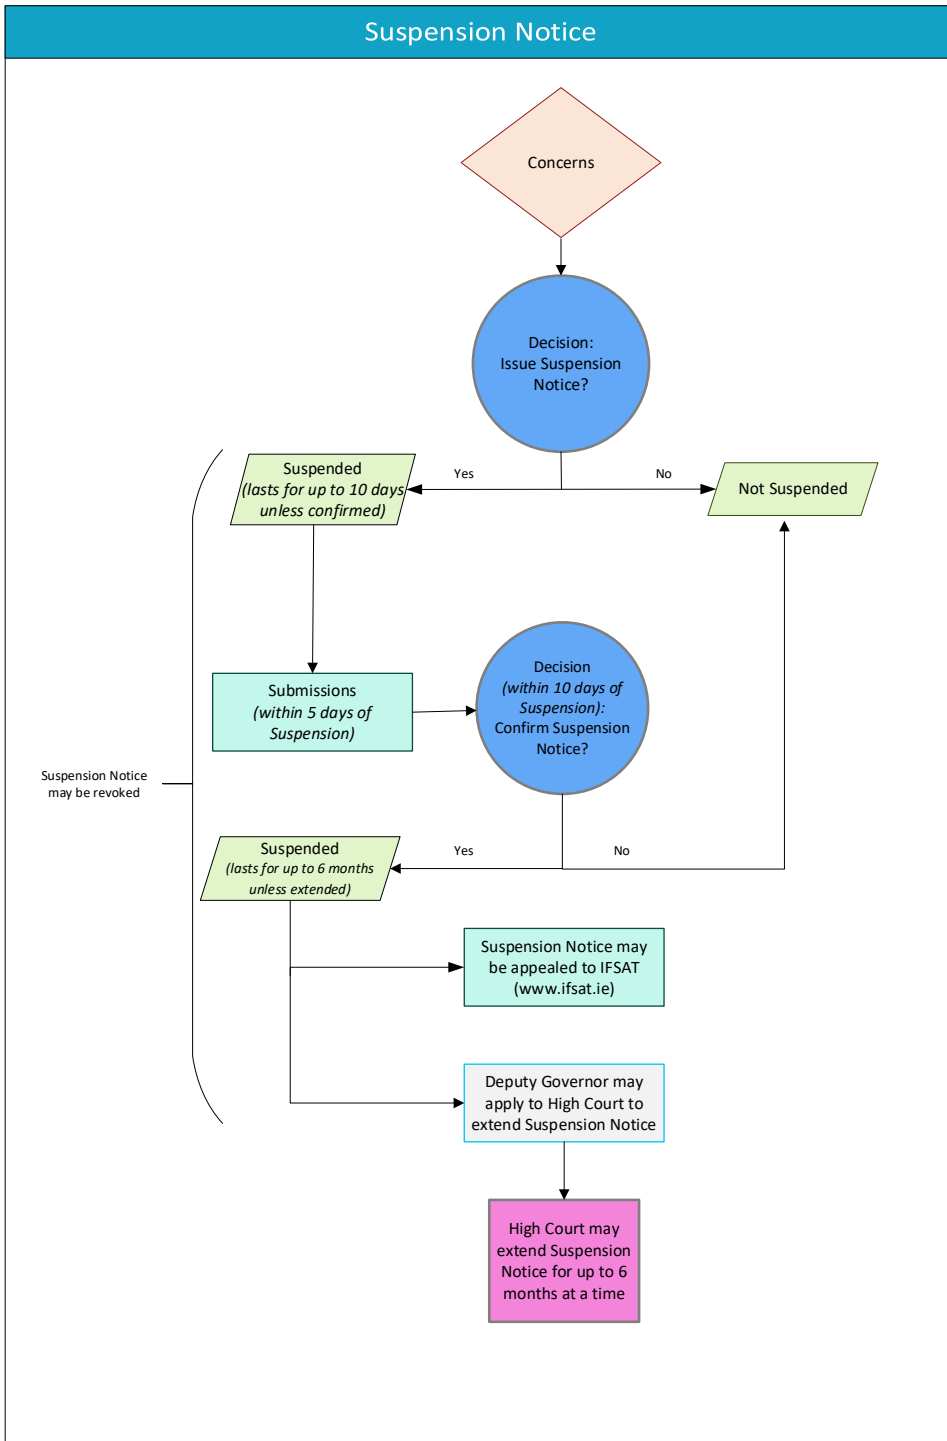 Suspension Notice
Concerns
Decision:
Issue Suspension
Notice?
Yes
No
Suspended
(lasts for up to 10 days
unless confirmed)
Not Suspended
Submissions
(within 5 days of
Suspension)
Decision
(within 10 days of
Suspension):
Confirm Suspension
Notice?
Suspension Notice
may be revoked
Yes
No
Suspended
(lasts for up to 6 months
unless extended)
Suspension Notice may
be appealed to IFSAT
(www.ifsat.ie)
Deputy Governor may
apply to High Court to
extend Suspension Notice
High Court may
extend Suspension
Notice for up to 6
months at a time